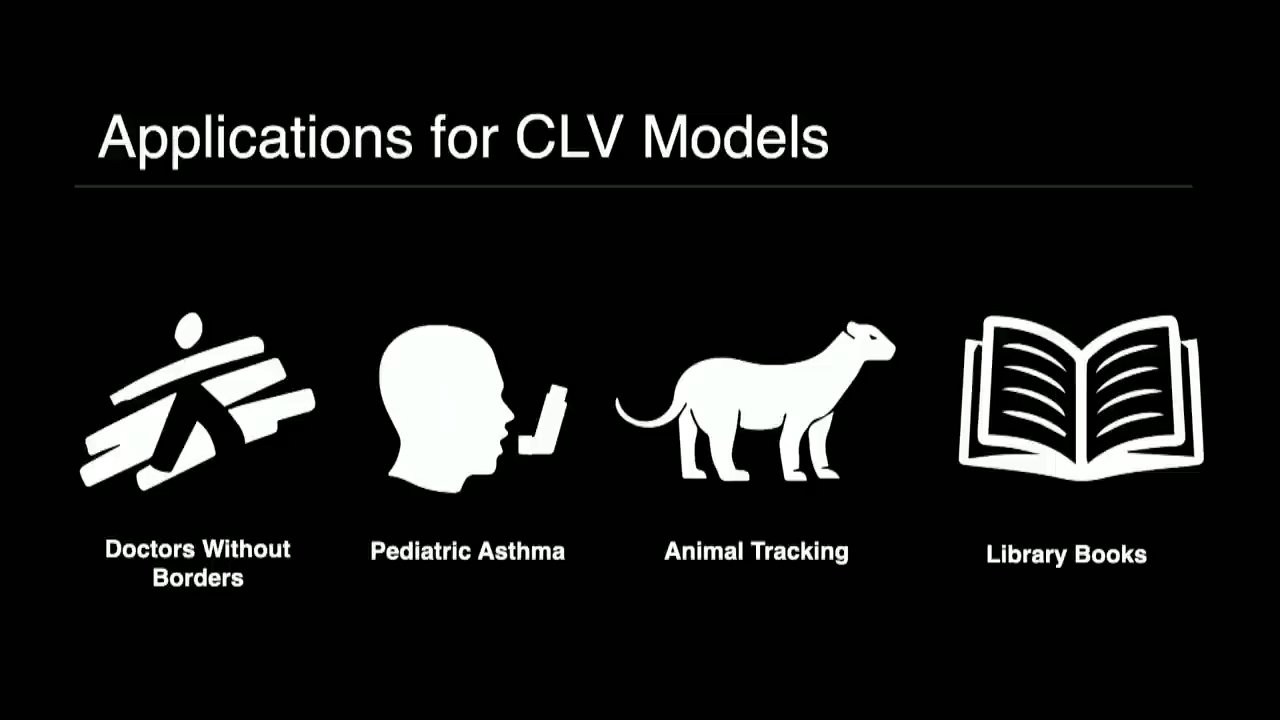 Applications for CLV Models
Doctors Without
Borders
Pediatric Asthma
Animal Tracking
Library Books